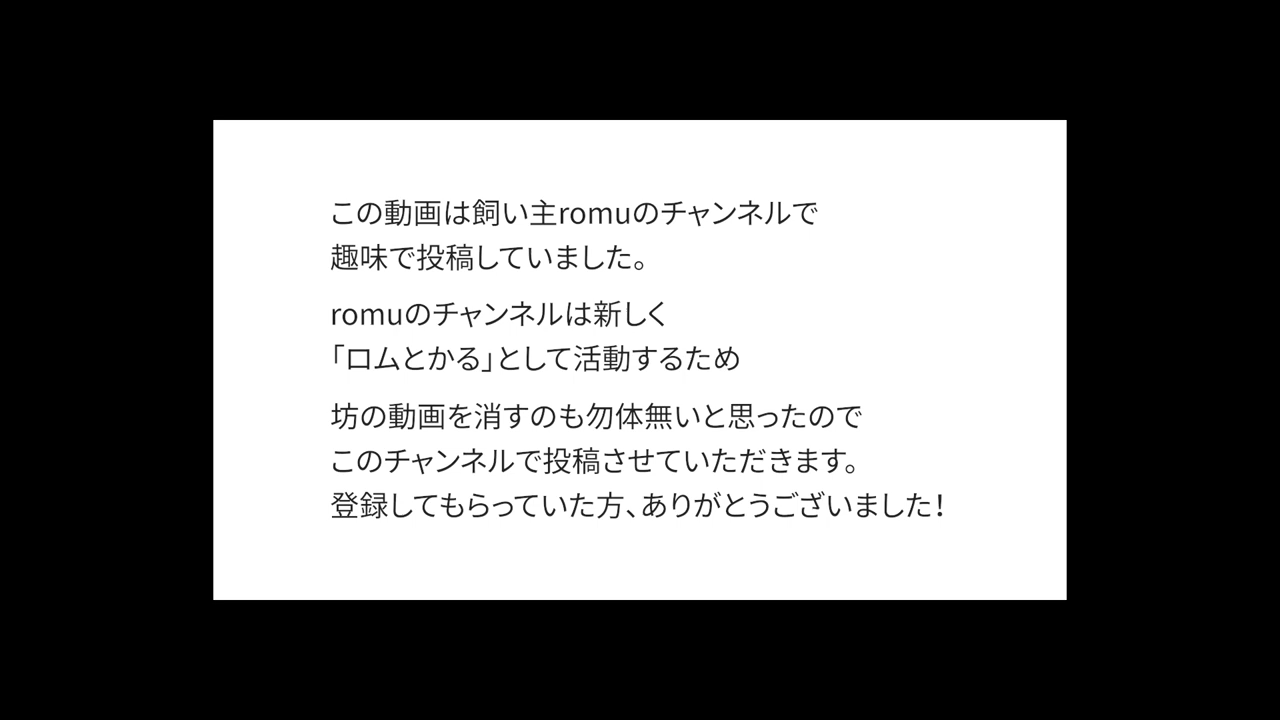 この動画は飼い主romuのチャンネルで
趣味で投稿していました。
romuのチャンネルは新しく
「ロムとかる」として活動するため
坊の動画を消すのも勿体無いと思ったので
このチャンネルで投稿させていただきます。
登録してもらっていた方、ありがとうございました!